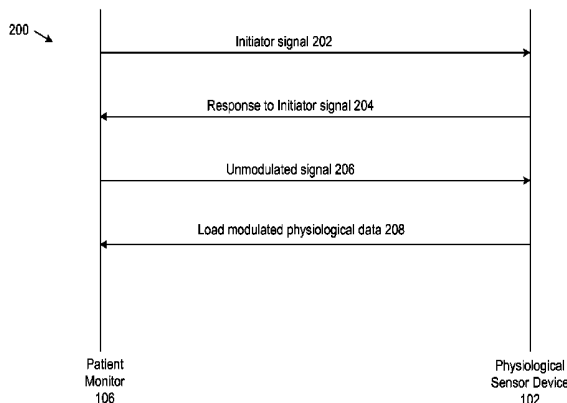 200
Initiator signal 202
Response to Initiator signal 204
Unmodulated signal 206
Load modulated physiological data 208
Patient
Monitor
106
Physiological
Sensor Device
102